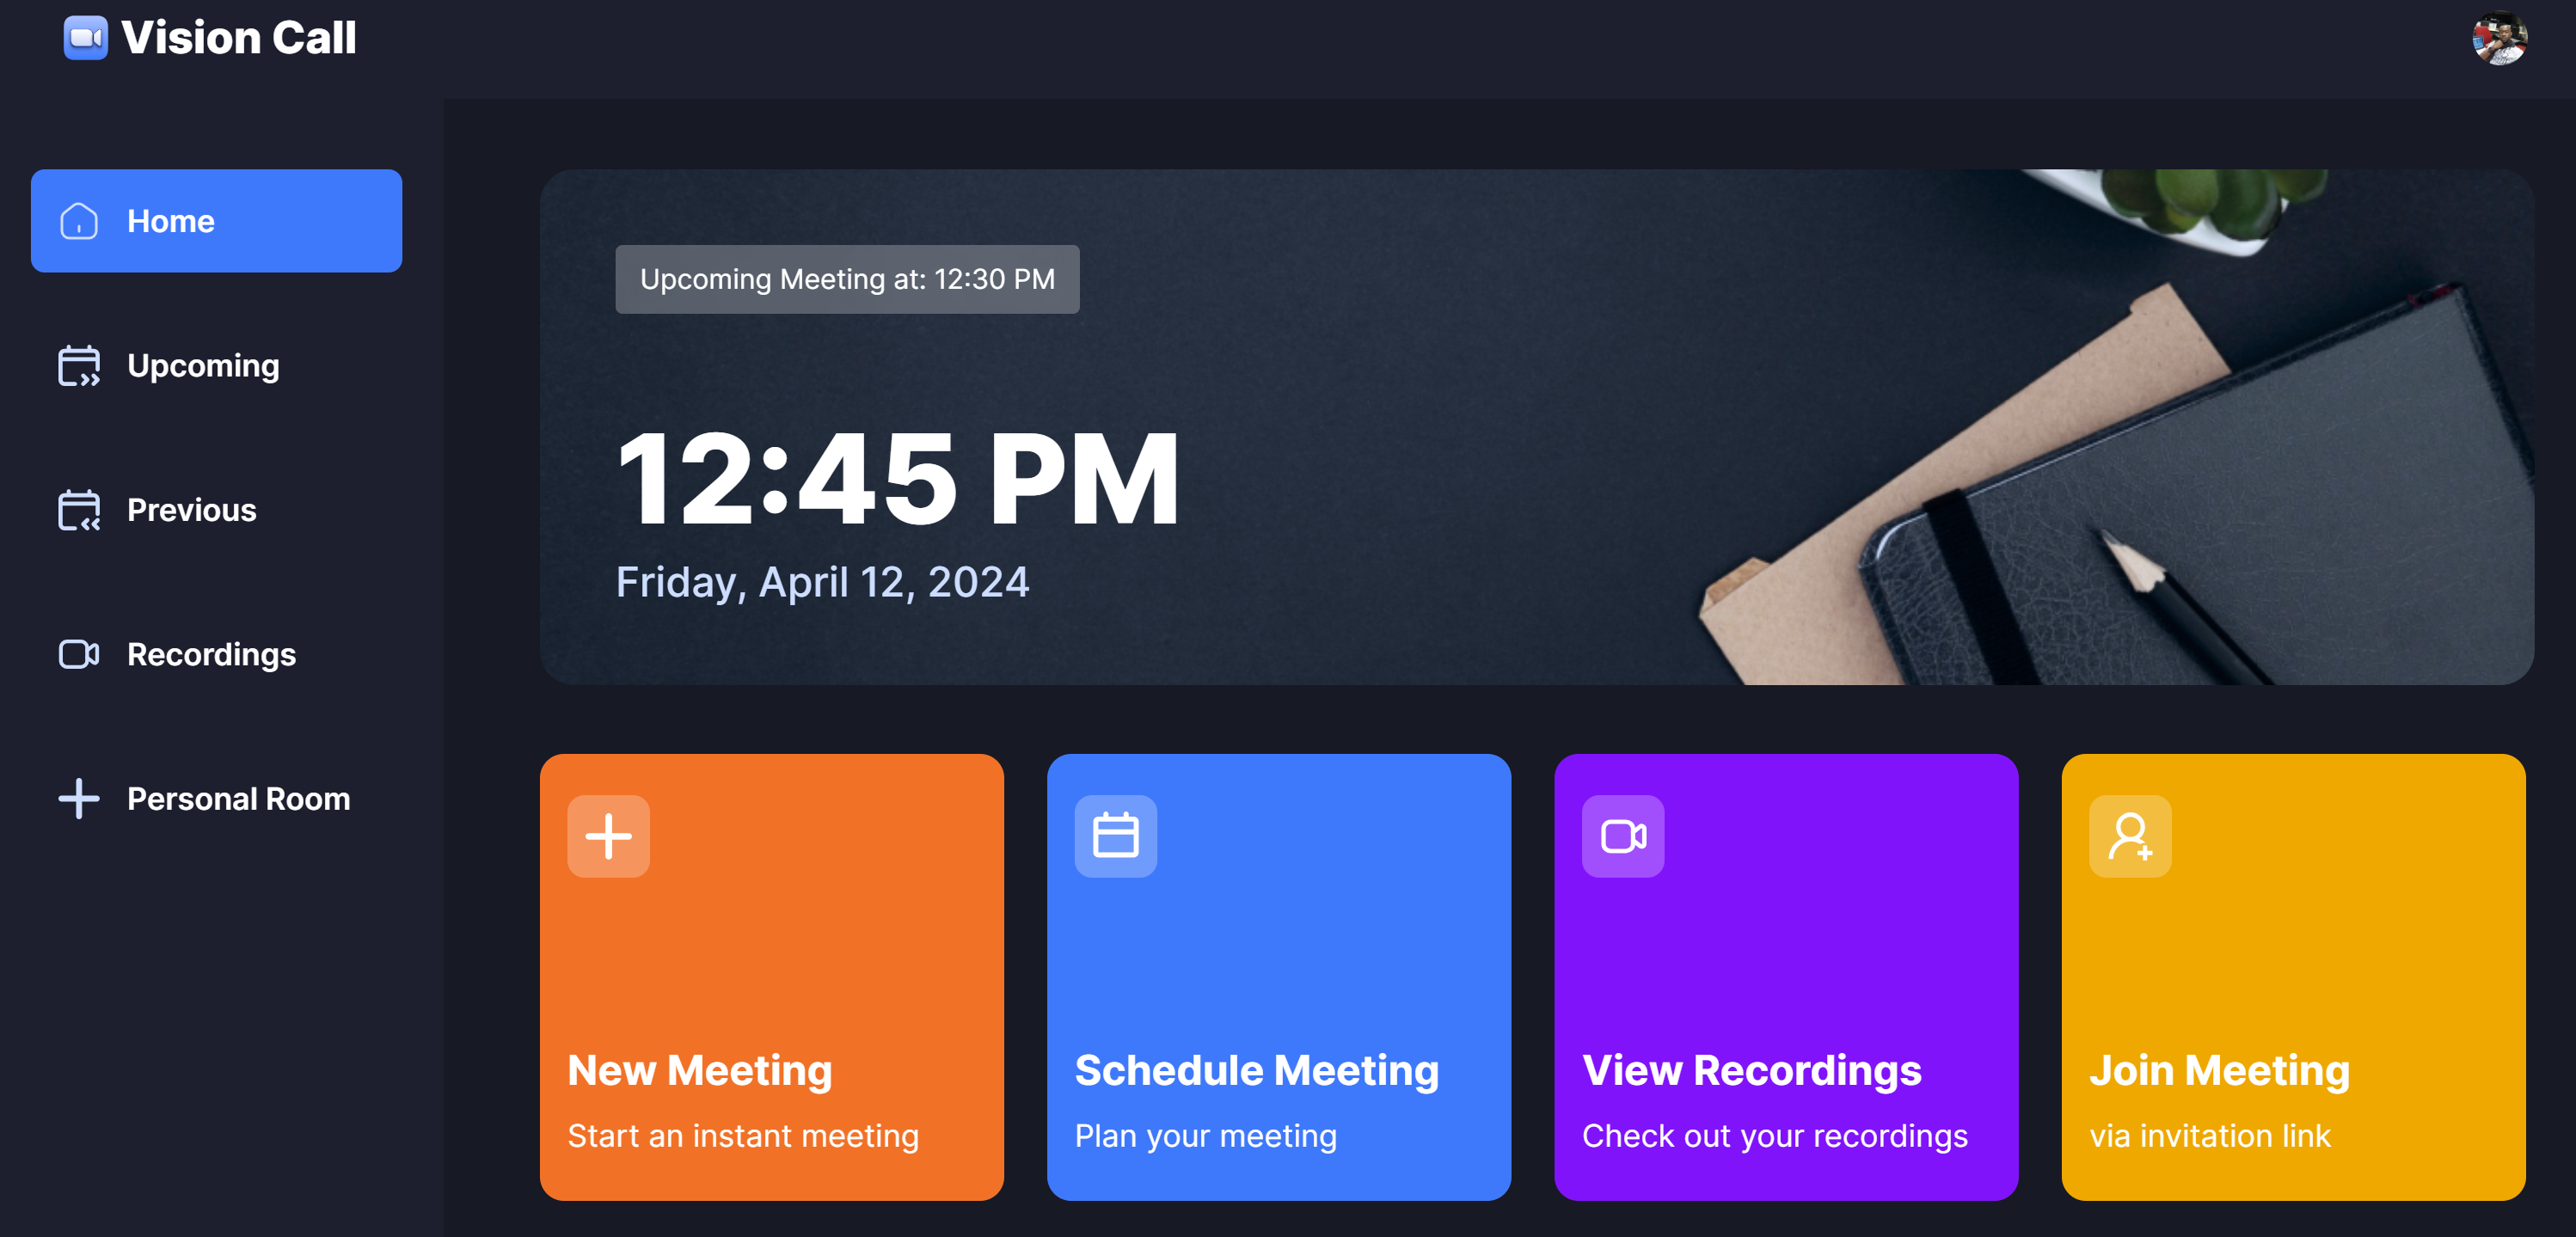 Vision Call
Home
Upcoming
Previous
Recordings
Personal Room
Upcoming Meeting at: 12:30 PM
12:45 PM
Friday, April 12, 2024
New Meeting
Start an instant meeting
Schedule Meeting
Plan your meeting
View Recordings
Check out your recordings
Join Meeting
via invitation link